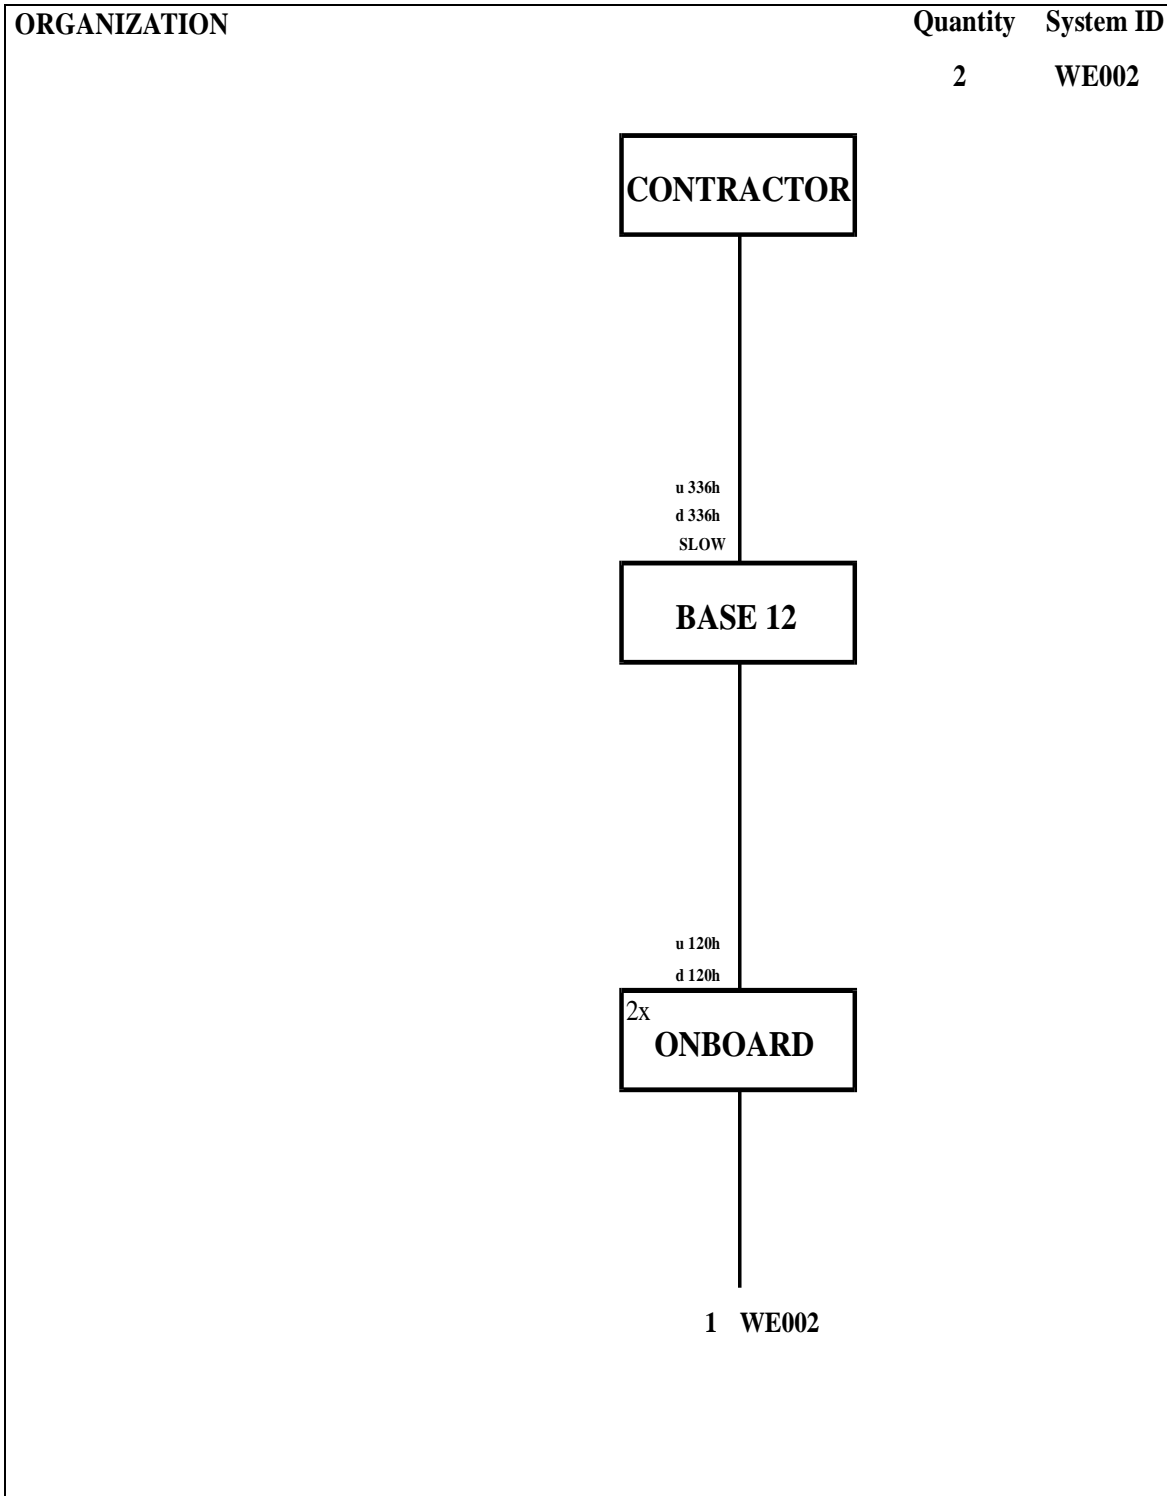 ORGANIZATION
Quantity System ID
2 WE002
CONTRACTOR
u 336h
d 336h
SLOW
BASE 12
u 120h
d 120h
2x
ONBOARD
1 WE002